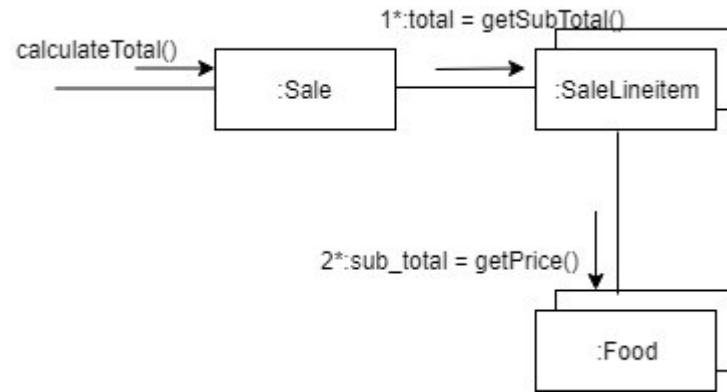 1*:total = getSubTotal()
calculateTotal()
:Sale
:SaleLineitem
2*:sub_total = getPrice()
:Food